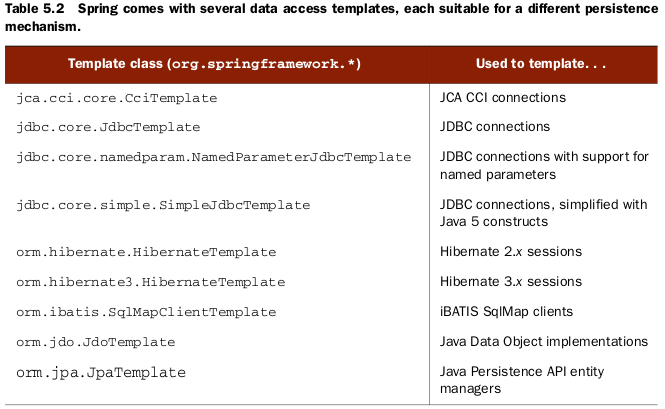 Table 5.2 Spring comes with several data access templates, each suitable for a different persistence
mechanism.
Template class (org.springframework.*) Used to template. . .
jca.cci.core.CciTemplate JCA CCI connections
jdbc.core.JdbcTemplate JDBC connections
jdbc.core.namedparam.NamedParameterJdbcTemplate JDBC connections with support for
named parameters
jdbc.core.simple.SimpleJdbcTemplate JDBC connections, simplified with
Java 5 constructs
orm.hibernate.HibernateTemplate Hibernate 2.x sessions
orm.hibernate3.HibernateTemplate Hibernate 3.x sessions
orm.ibatis.SqlMapClientTemplate iBATIS SqlMap clients
orm.jdo.JdoTemplate Java Data Object implementations
orm.jpa.JpaTemplate Java Persistence API entity
managers